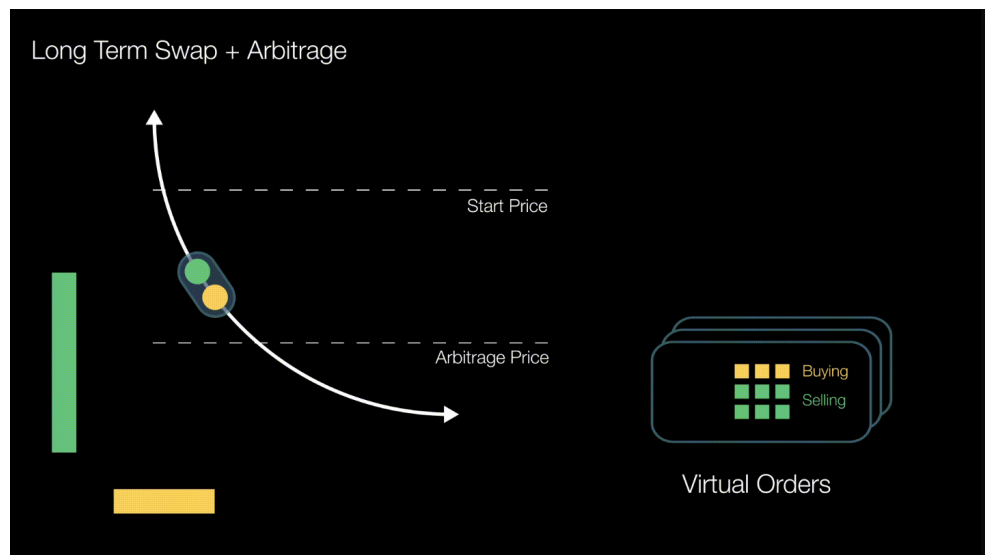 Long Term Swap + Arbitrage
Start Price
Arbitrage Price
Buying
Selling
Virtual Orders